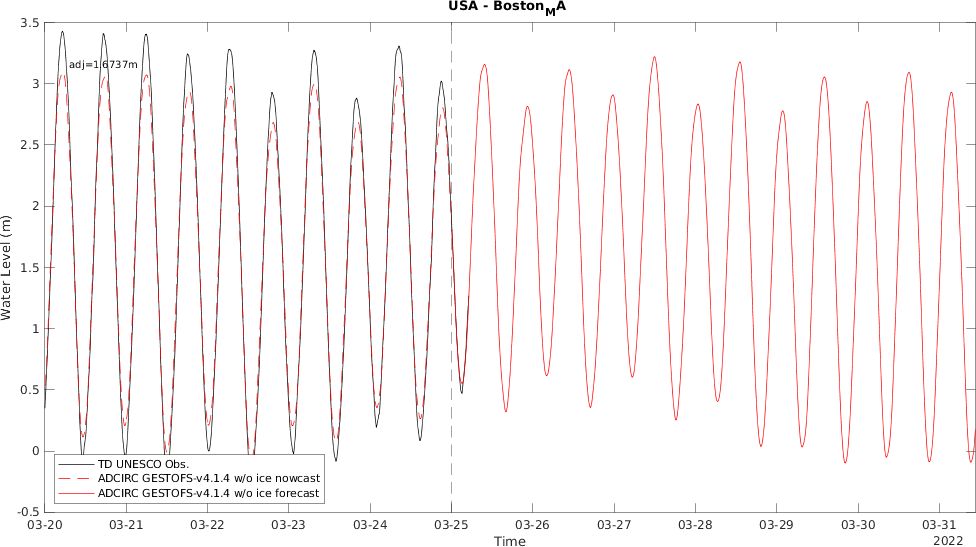 USA - Boston_MA
3.5
3
2.5
2
1.5
1
0.5
0
-0.5
Water Level (m)
adj=1.6737m
TD UNESCO Obs.
ADCIRC GESTOFS-v4.1.4 w/o ice nowcast
ADCIRC GESTOFS-v4.1.4 w/o ice forecast
03-20 03-21 03-22 03-23 03-24 03-25 03-26 03-27 03-28 03-29 03-30 03-31
Time
2022